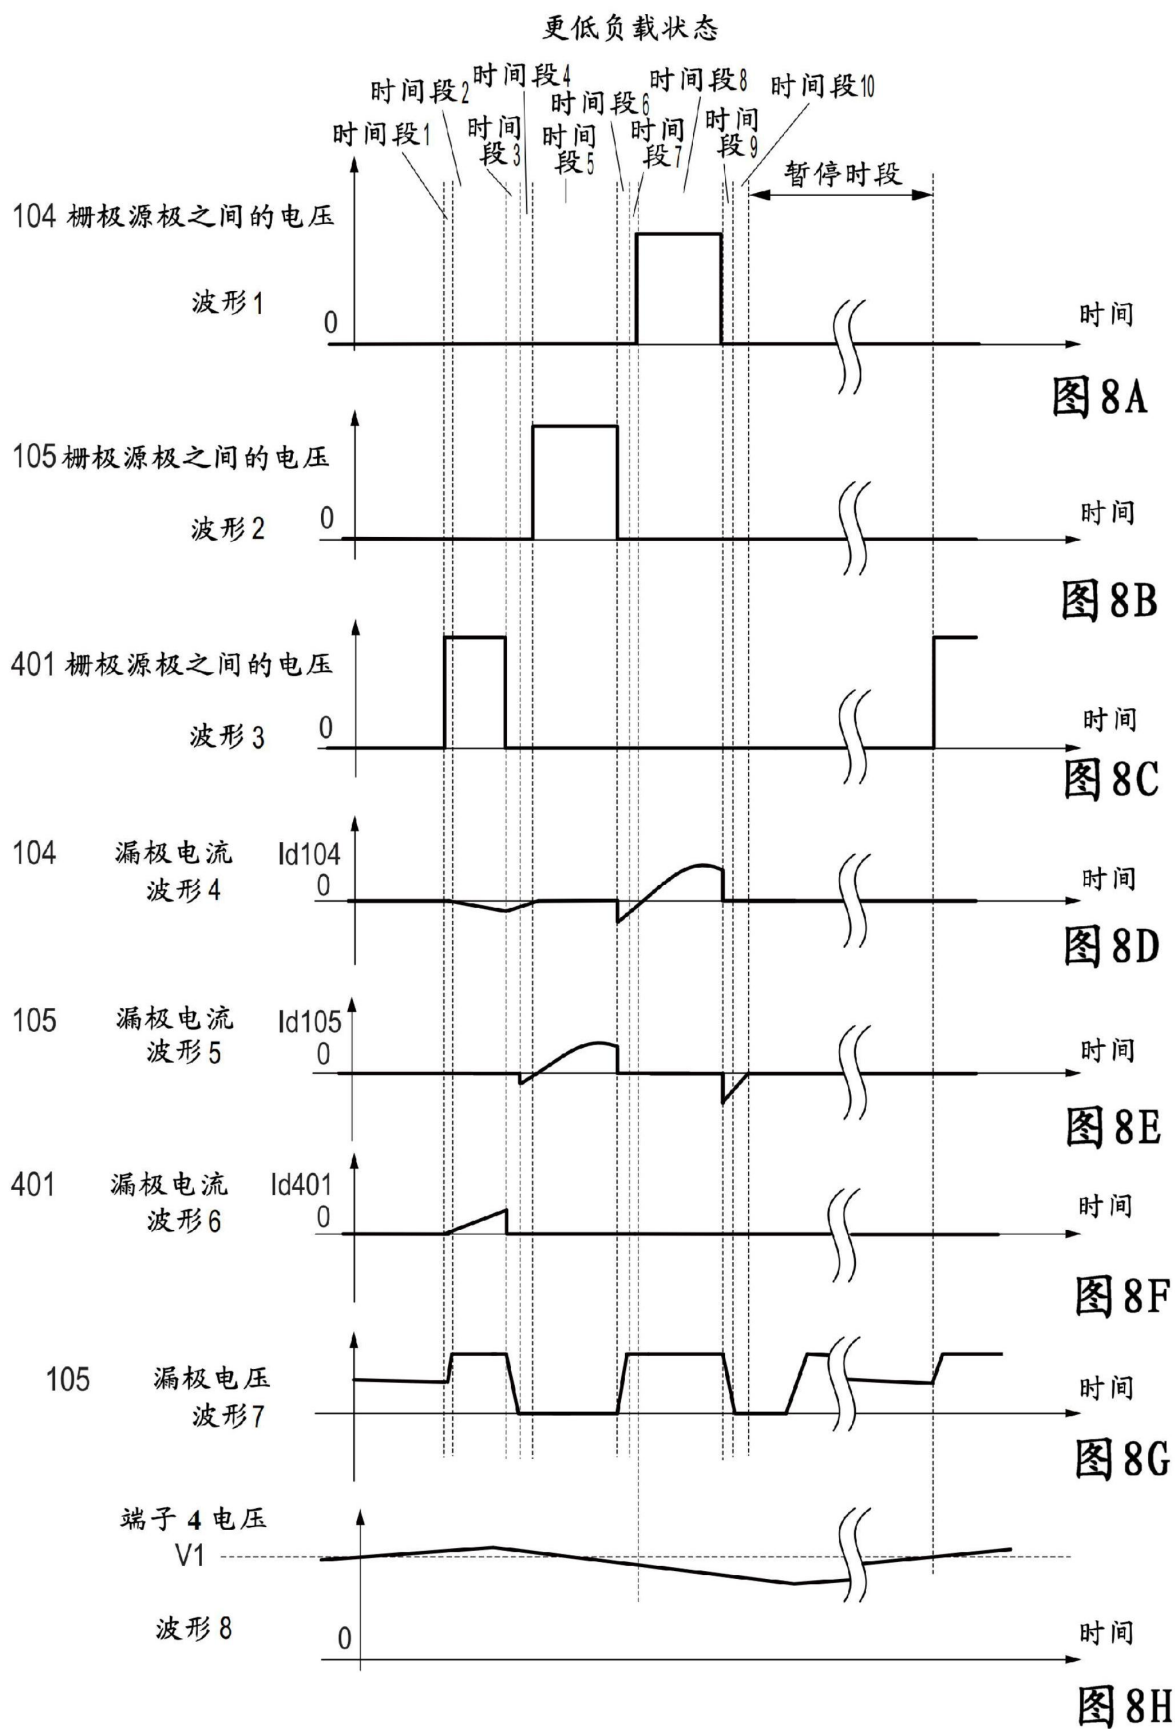 更低负载状态
时间段1
时间段2
时间
段3
时间段4
时间
段5
时间段6
时间
段7
时间段8
时间
段9
时间段10
暂停时段
104 栅极源极之间的电压
波形1
0
时间
图8A
105 栅极源极之间的电压
波形2
0
时间
图8B
401 栅极源极之间的电压
波形3
0
时间
图8C
104 漏极电流 Id104
波形4
0
时间
图8D
105 漏极电流 Id105
波形5
0
时间
图8E
401 漏极电流 Id401
波形6
0
时间
图8F
105 漏极电压
波形7
时间
图8G
端子4电压
V1
波形8
0
时间
图8H